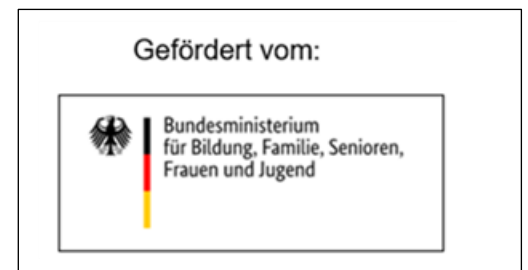 Gefördert vom:
Bundesministerium
für Bildung, Familie, Senioren,
Frauen und Jugend